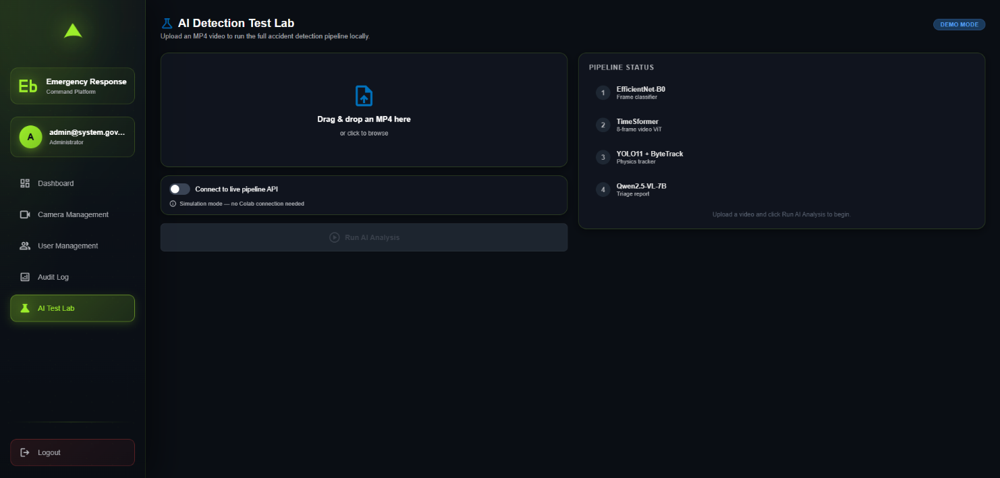 Eb
Emergency Response
Command Platform
A
admin@system.gov...
Administrator
Dashboard
Camera Management
User Management
Audit Log
AI Test Lab
Logout
AI Detection Test Lab
Upload an MP4 video to run the full accident detection pipeline locally.
DEMO MODE
Drag & drop an MP4 here
or click to browse
Connect to live pipeline API
Simulation mode — no Colab connection needed
Run AI Analysis
PIPELINE STATUS
1
EfficientNet-B0
Frame classifier
2
TimeSformer
8-frame video ViT
3
YOLO11 + ByteTrack
Physics tracker
4
Qwen2.5-VL-7B
Triage report
Upload a video and click Run AI Analysis to begin.